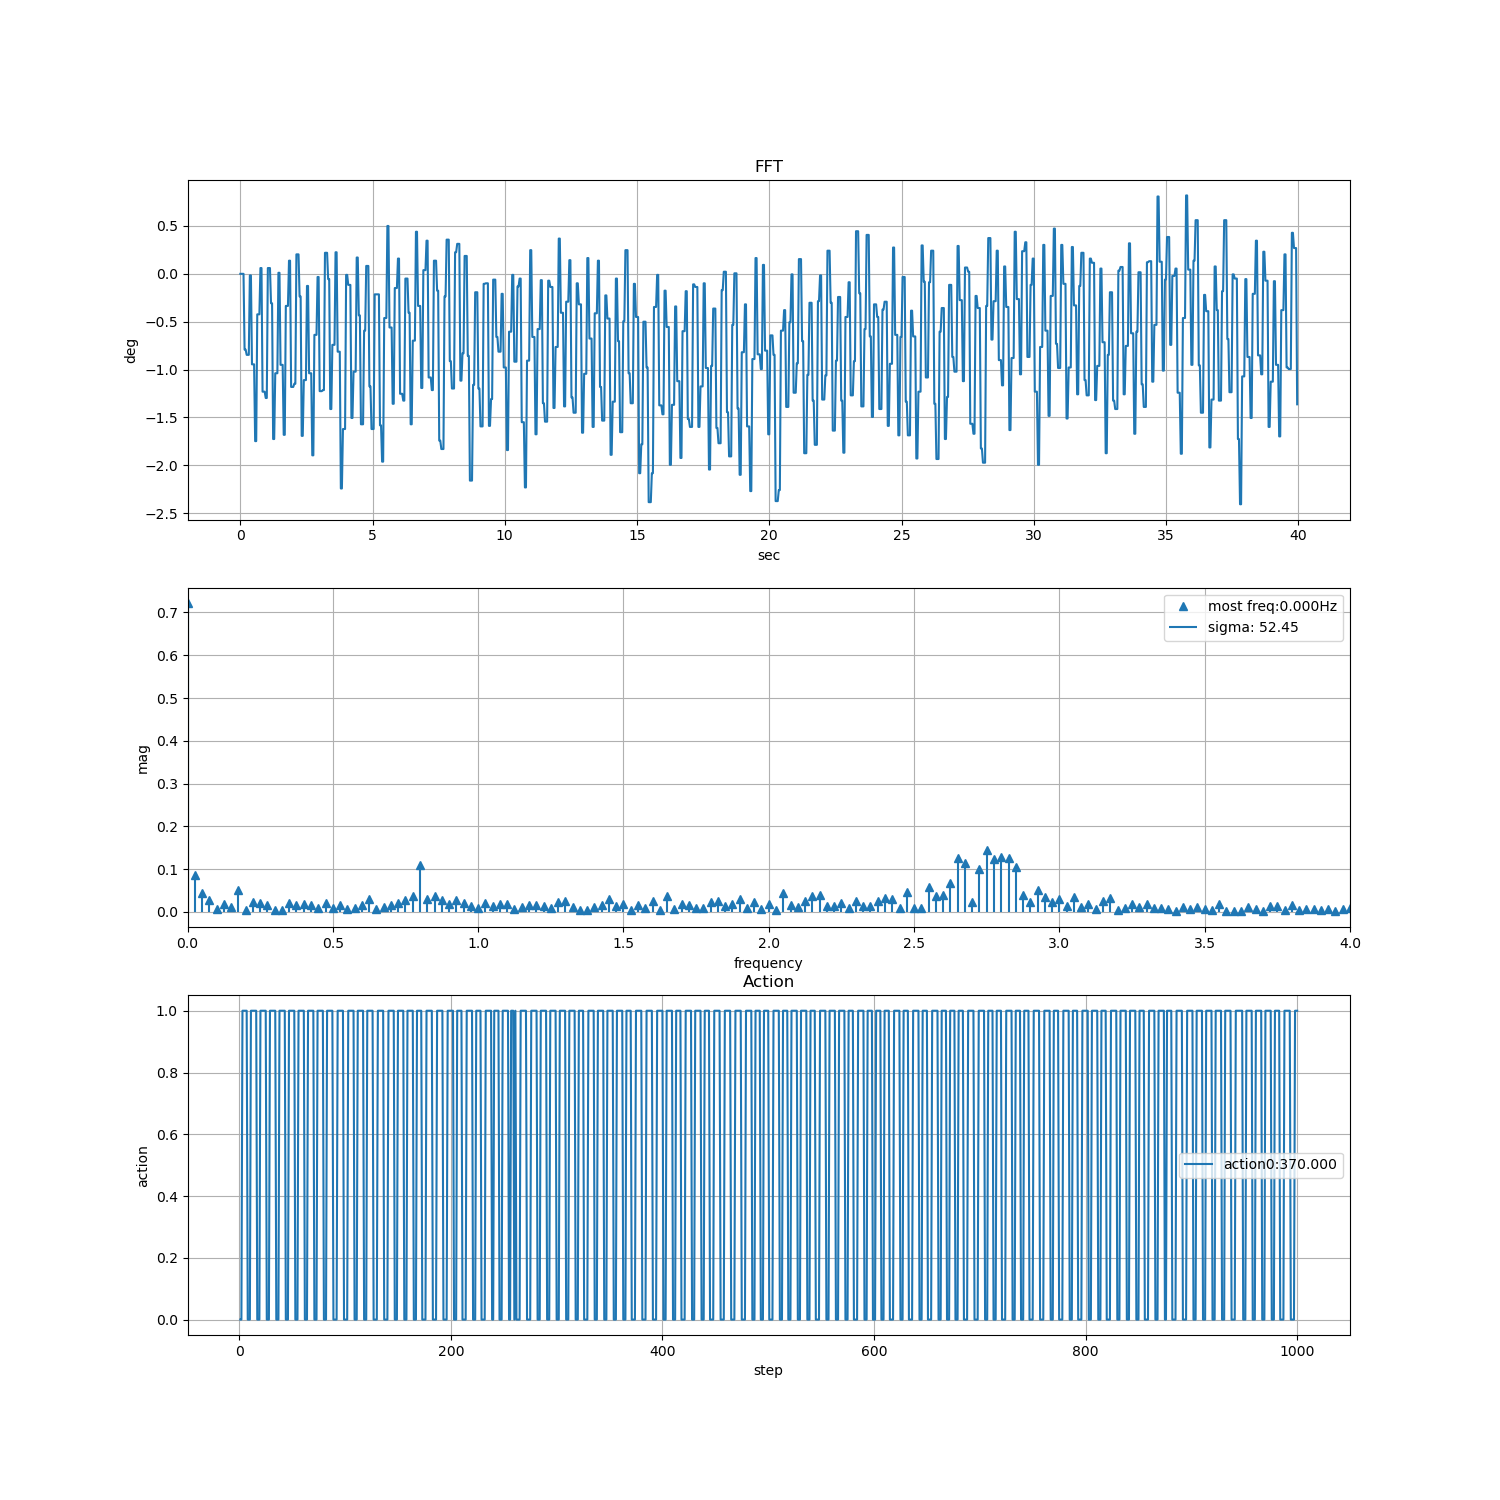 FFT
0.5
0.0
−0.5
−1.0
−1.5
−2.0
−2.5
deg
0 5 10 15 20 25 30 35 40
sec
most freq:0.000Hz
sigma: 52.45
0.7
0.6
0.5
0.4
0.3
0.2
0.1
0.0
mag
0.0 0.5 1.0 1.5 2.0 2.5 3.0 3.5 4.0
frequency
Action
1.0
0.8
0.6
0.4
0.2
0.0
action
action0:370.000
0 200 400 600 800 1000
step